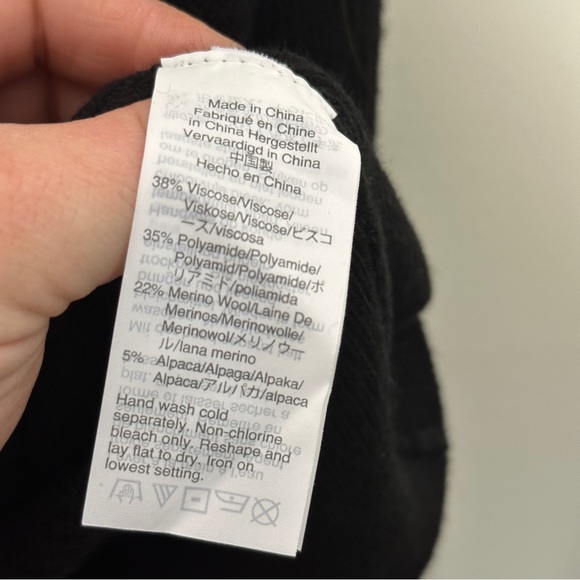 Made in China
Fabriqué en Chine
in China Hergestellt
Vervaardigd in China
中国製
Hecho en China
38% Viscose/Viscose/
Viskose/Viscose/ビスコ
ース/viscosa
35% Polyamide/Polyamide/
Polyamid/Polyamide/ポ
リアミド/poliamida
22% Merino Wool/Laine De
Merinos/Merinowolle/
Merinowol/メリノウー
ル/lana merino
5% Alpaca/Alpaga/Alpaka/
Alpaca/アルパカ/alpaca
Hand wash cold
separately. Non-chlorine
bleach only. Reshape and
lay flat to dry. Iron on
lowest setting.